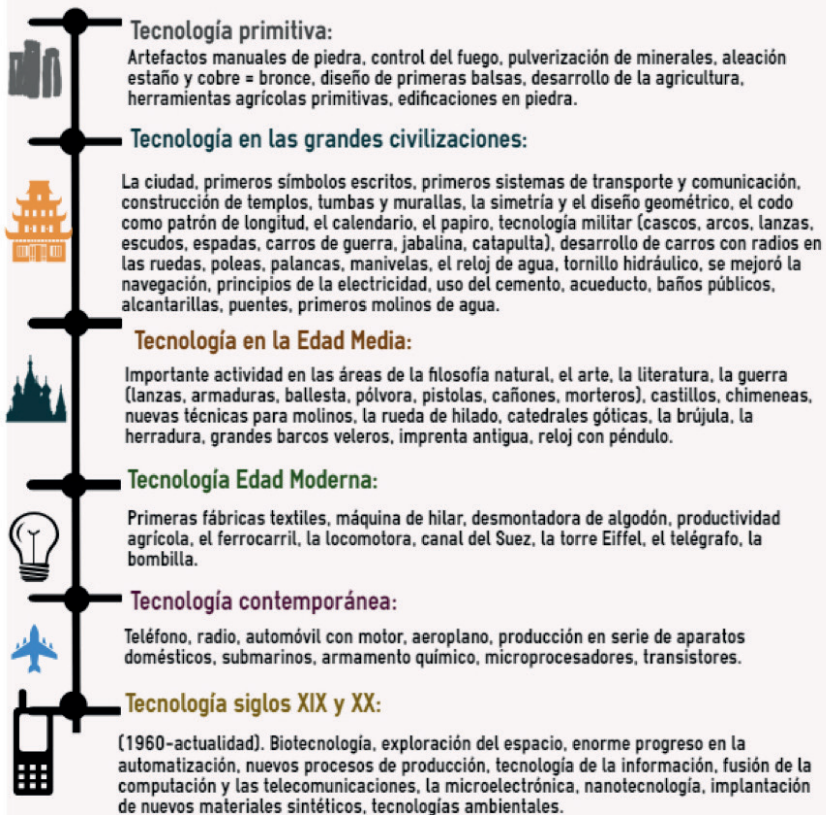 Tecnología primitiva:
Artefactos manuales de piedra, control del fuego, pulverización de minerales, aleación
estaño y cobre = bronce, diseño de primeras balsas, desarrollo de la agricultura,
herramientas agrícolas primitivas, edificaciones en piedra.
Tecnología en las grandes civilizaciones:
La ciudad, primeros símbolos escritos, primeros sistemas de transporte y comunicación,
construcción de templos, tumbas y murallas, la simetría y el diseño geométrico, el codo
como patrón de longitud, el calendario, el papiro, tecnología militar (cascos, arcos, lanzas,
escudos, espadas, carros de guerra, jabalina, catapulta), desarrollo de carros con radios en
las ruedas, poleas, palancas, manivelas, el reloj de agua, tornillo hidráulico, se mejoró la
navegación, principios de la electricidad, uso del cemento, acueducto, baños públicos,
alcantarillas, puentes, primeros molinos de agua.
Tecnología en la Edad Media:
Importante actividad en las áreas de la filosofía natural, el arte, la literatura, la guerra
(lanzas, armaduras, ballesta, pólvora, pistolas, cañones, morteros), castillos, chimeneas,
nuevas técnicas para molinos, la rueda de hilado, catedrales góticas, la brújula, la
herradura, grandes barcos veleros, imprenta antigua, reloj con péndulo.
Tecnología Edad Moderna:
Primeras fábricas textiles, máquina de hilar, desmontadora de algodón, productividad
agrícola, el ferrocarril, la locomotora, canal del Suez, la torre Eiffel, el telégrafo, la
bombilla.
Tecnología contemporánea:
Teléfono, radio, automóvil con motor, aeroplano, producción en serie de aparatos
domésticos, submarinos, armamento químico, microprocesadores, transistores.
Tecnología siglos XIX y XX:
(1960-actualidad). Biotecnología, exploración del espacio, enorme progreso en la
automatización, nuevos procesos de producción, tecnología de la información, fusión de la
computación y las telecomunicaciones, la microelectrónica, nanotecnología, implantación
de nuevos materiales sintéticos, tecnologías ambientales.